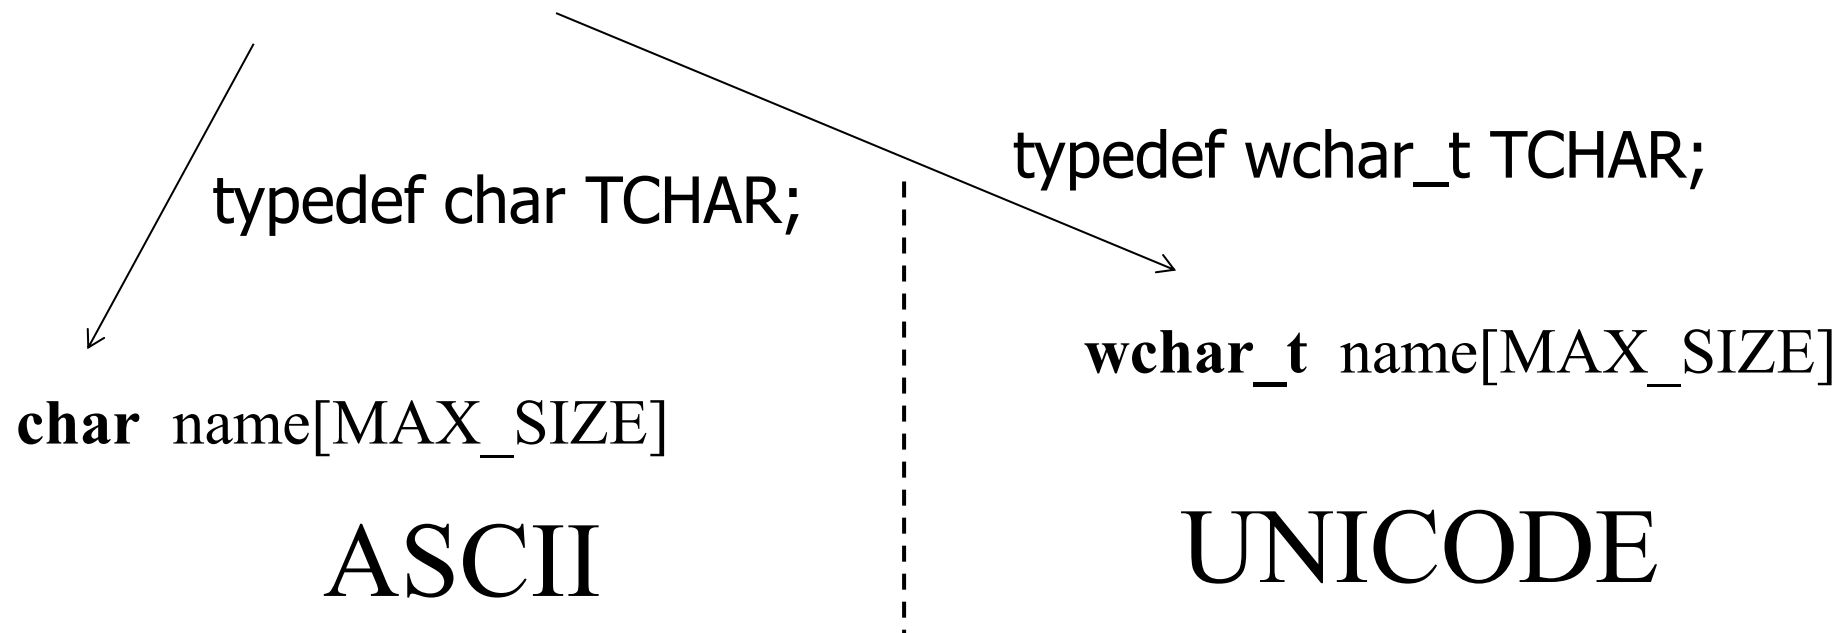 typedef char TCHAR;
char name[MAX_SIZE]
ASCII
typedef wchar_t TCHAR;
wchar_t name[MAX_SIZE]
UNICODE